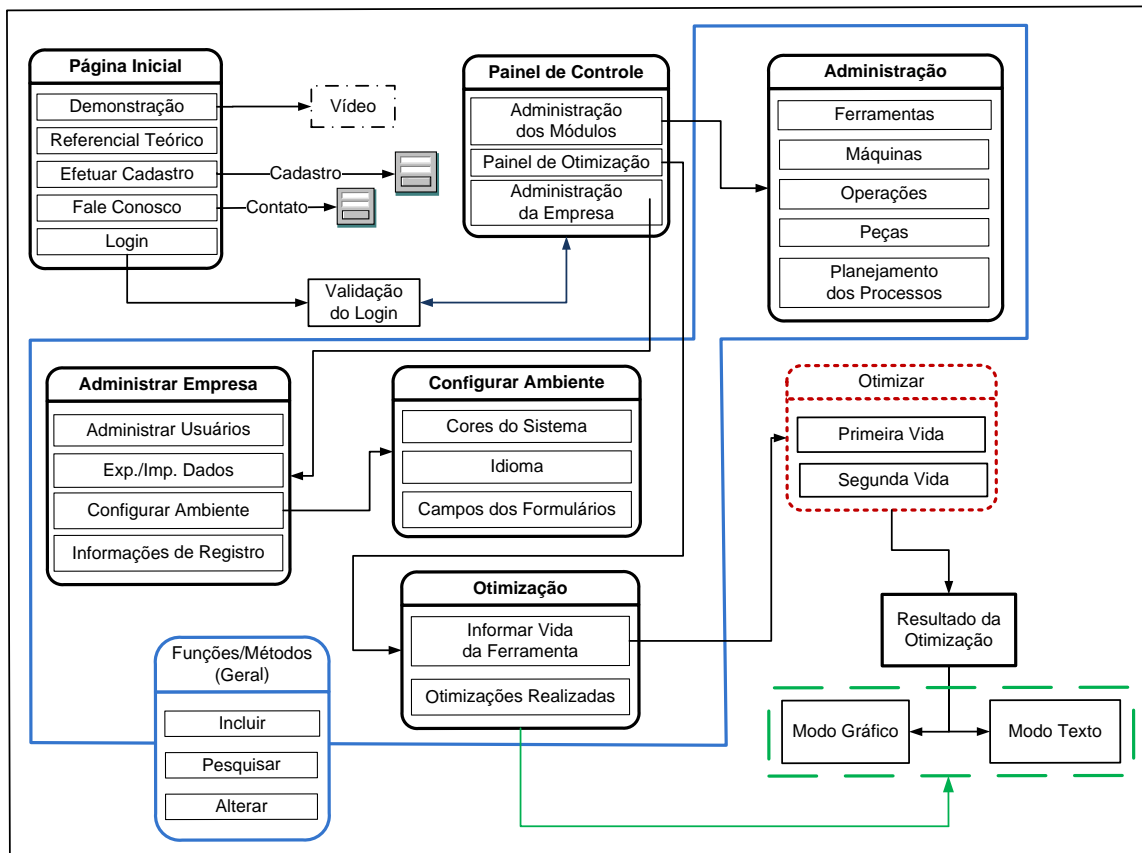 Página Inicial
Demonstração
Referencial Teórico
Efetuar Cadastro
Fale Conosco
Login
Vídeo
Cadastro
Contato
Validação
do Login
Painel de Controle
Administração
dos Módulos
Painel de Otimização
Administração
da Empresa
Administração
Ferramentas
Máquinas
Operações
Peças
Planejamento
dos Processos
Administrar Empresa
Administrar Usuários
Exp./Imp. Dados
Configurar Ambiente
Informações de Registro
Configurar Ambiente
Cores do Sistema
Idioma
Campos dos Formulários
Otimizar
Primeira Vida
Segunda Vida
Otimização
Informar Vida
da Ferramenta
Otimizações Realizadas
Resultado da
Otimização
Modo Gráfico
Modo Texto
Funções/Métodos
(Geral)
Incluir
Pesquisar
Alterar